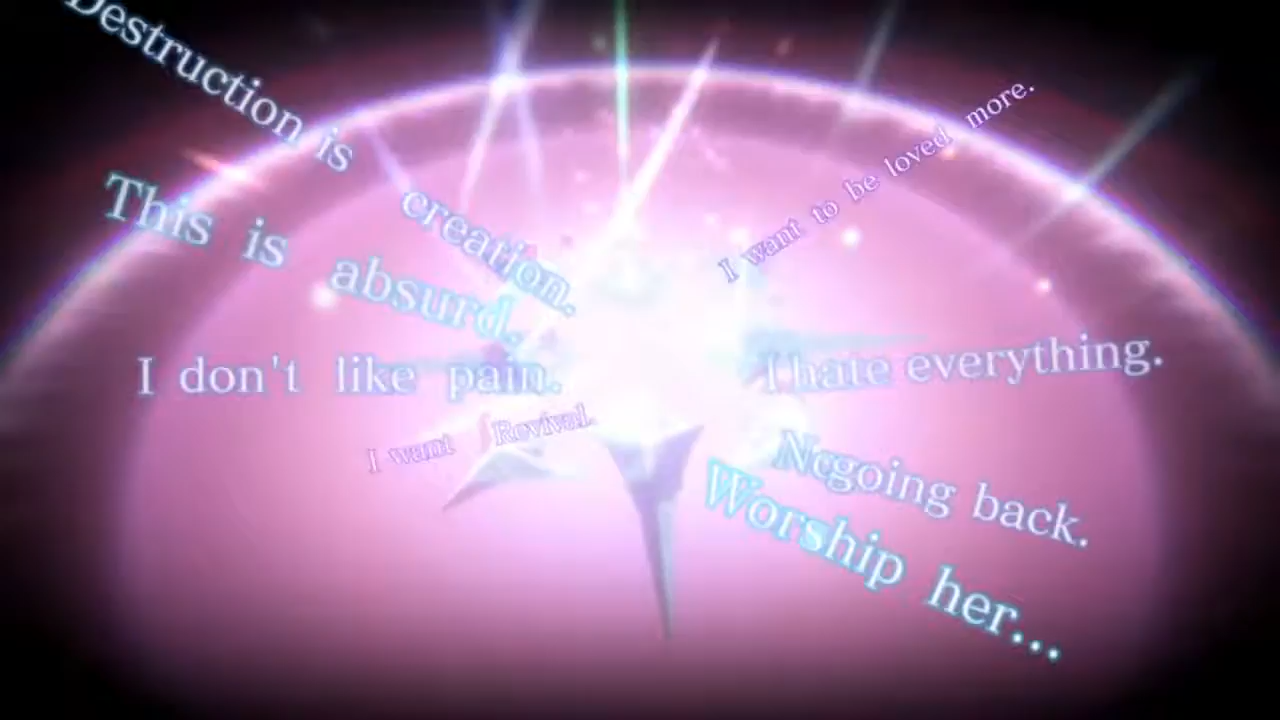 Destruction is creation.
This is absurd.
I don't like pain.
I want Revival.
I want to be loved more.
I hate everything.
going back.
Worship her...